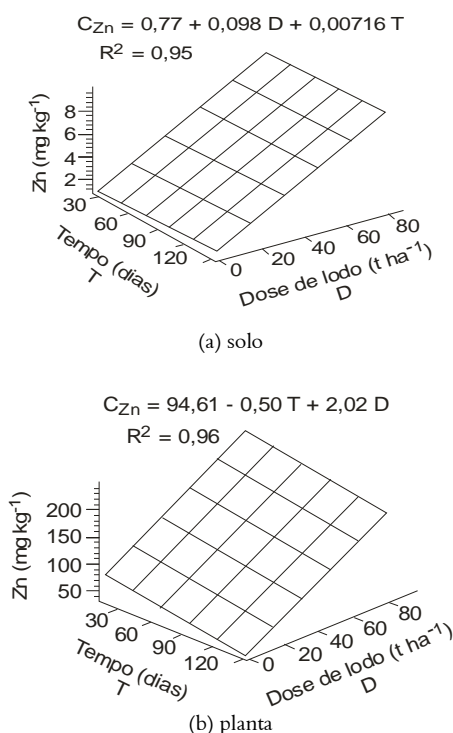 C_Zn = 0,77 + 0,098 D + 0,00716 T
R² = 0,95
Zn (mg kg⁻¹)
8
6
4
2
30
60
90
120
Tempo (dias)
T
0
20
40
60
80
Dose de lodo (t ha⁻¹)
D
(a) solo
C_Zn = 94,61 - 0,50 T + 2,02 D
R² = 0,96
Zn (mg kg⁻¹)
200
150
100
50
30
60
90
120
Tempo (dias)
T
0
20
40
60
80
Dose de lodo (t ha⁻¹)
D
(b) planta